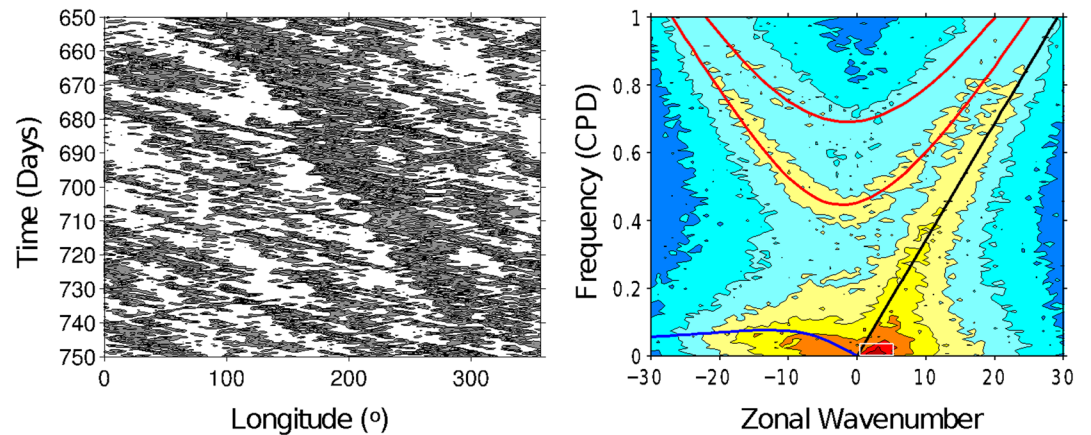 650
660
670
680
690
700
710
720
730
740
750
Time (Days)
0 100 200 300
Longitude (º)
1
0.8
0.6
0.4
0.2
0
Frequency (CPD)
−30 −20 −10 0 10 20 30
Zonal Wavenumber